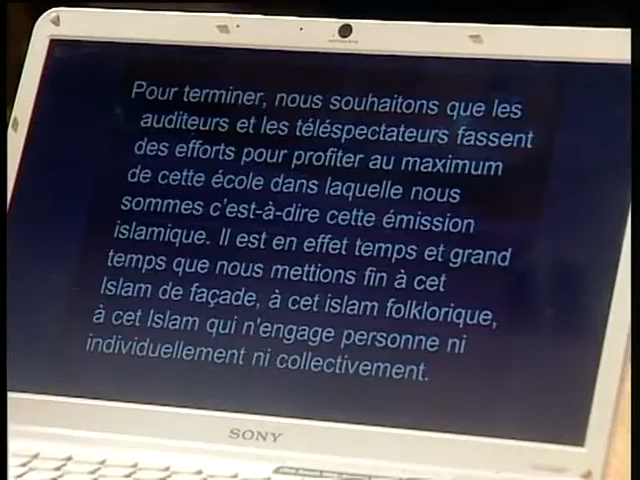 Pour terminer, nous souhaitons que les
auditeurs et les téléspectateurs fassent
des efforts pour profiter au maximum
de cette école dans laquelle nous
sommes c'est-à-dire cette émission
islamique. Il est en effet temps et grand
temps que nous mettions fin à cet
Islam de façade, à cet islam folklorique,
à cet Islam qui n'engage personne ni
individuellement ni collectivement.
SONY